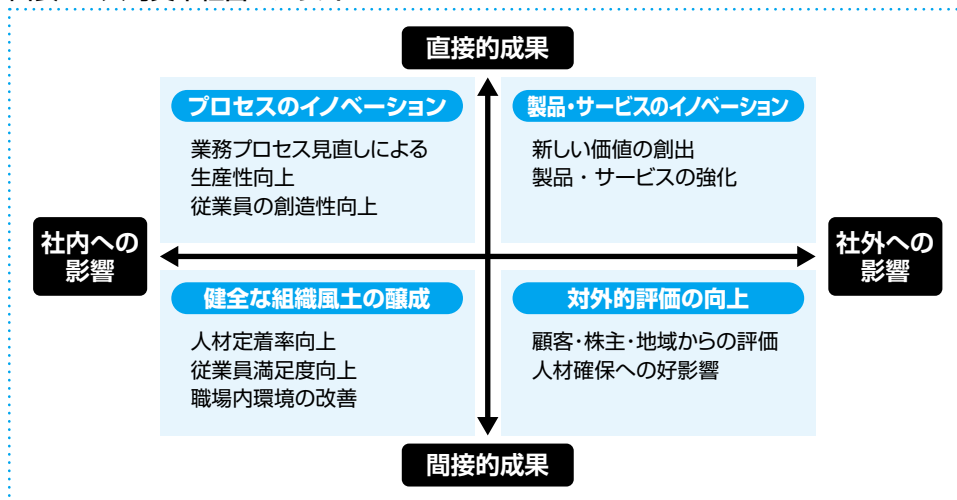 直接的成果
プロセスのイノベーション
業務プロセス見直しによる
生産性向上
従業員の創造性向上
製品・サービスのイノベーション
新しい価値の創出
製品・サービスの強化
社内への
影響
社外への
影響
健全な組織風土の醸成
人材定着率向上
従業員満足度向上
職場内環境の改善
対外的評価の向上
顧客・株主・地域からの評価
人材確保への好影響
間接的成果